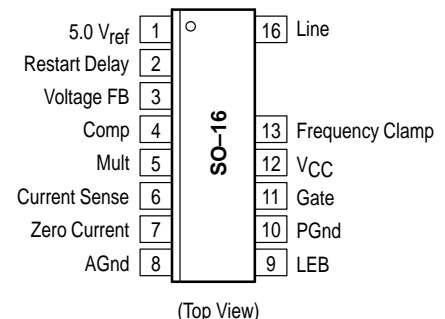 5.0 Vref 1
Restart Delay 2
Voltage FB 3
Comp 4
Mult 5
Current Sense 6
Zero Current 7
AGnd 8
SO–16
16 Line
13 Frequency Clamp
12 VCC
11 Gate
10 PGnd
9 LEB
(Top View)